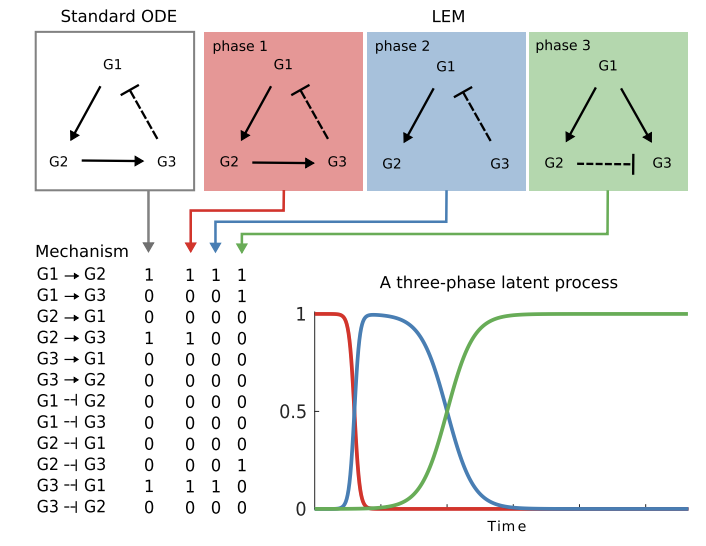 Standard ODE LEM
phase 1 phase 2 phase 3
G1 G1 G1 G1
G2 G3 G2 G3 G2 G3 G2 G3
Mechanism
G1 → G2 1 1 1 1
G1 → G3 0 0 0 1
G2 → G1 0 0 0 0
G2 → G3 1 1 0 0
G3 → G1 0 0 0 0
G3 → G2 0 0 0 0
G1 --| G2 0 0 0 0
G1 --| G3 0 0 0 0
G2 --| G1 0 0 0 0
G2 --| G3 0 0 0 1
G3 --| G1 1 1 1 0
G3 --| G2 0 0 0 0
A three-phase latent process
1
0.5
0
Time